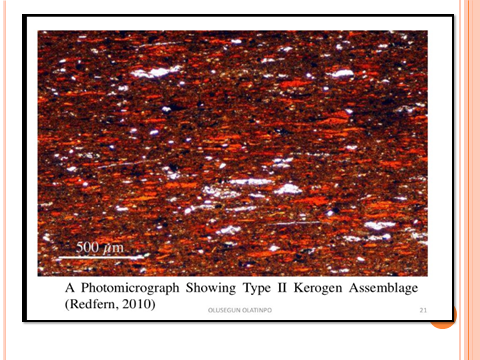 500 µm
A Photomicrograph Showing Type II Kerogen Assemblage
(Redfern, 2010)
OLUSEGUN OLATINPO
21